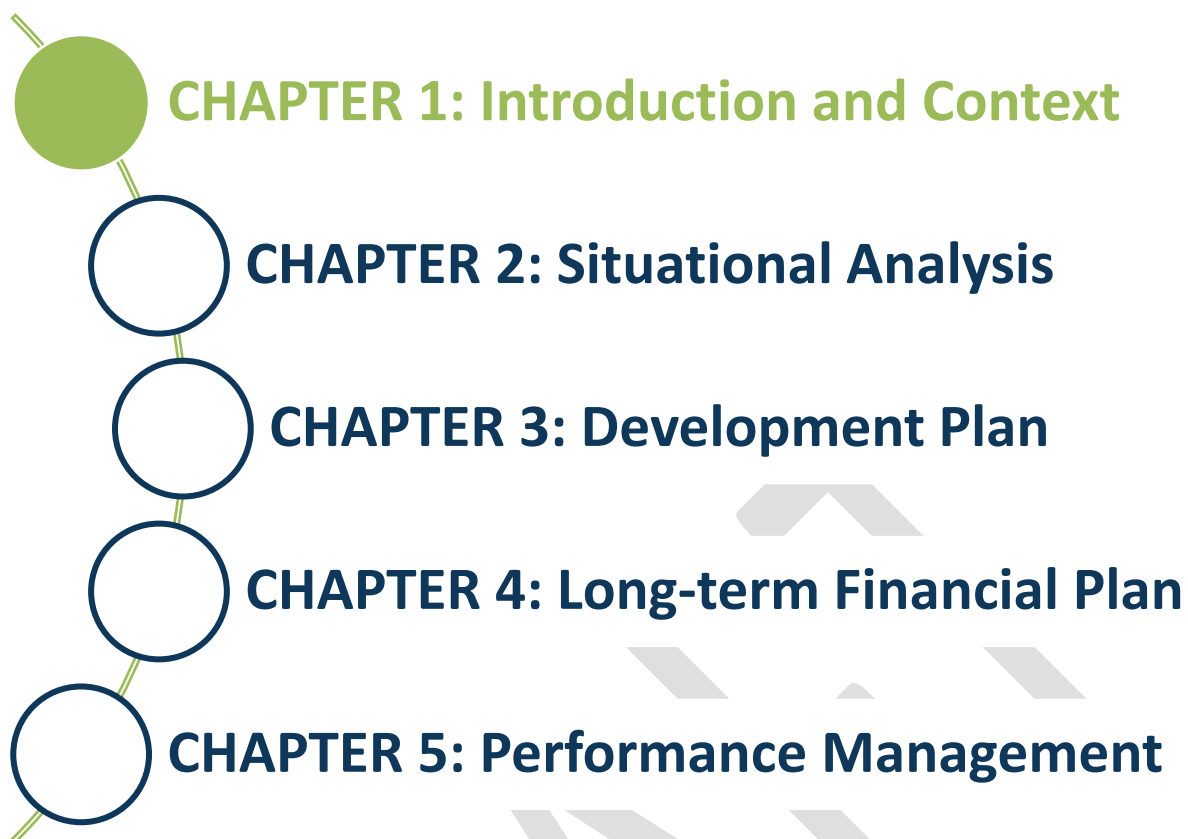 CHAPTER 1: Introduction and Context
CHAPTER 2: Situational Analysis
CHAPTER 3: Development Plan
CHAPTER 4: Long-term Financial Plan
CHAPTER 5: Performance Management